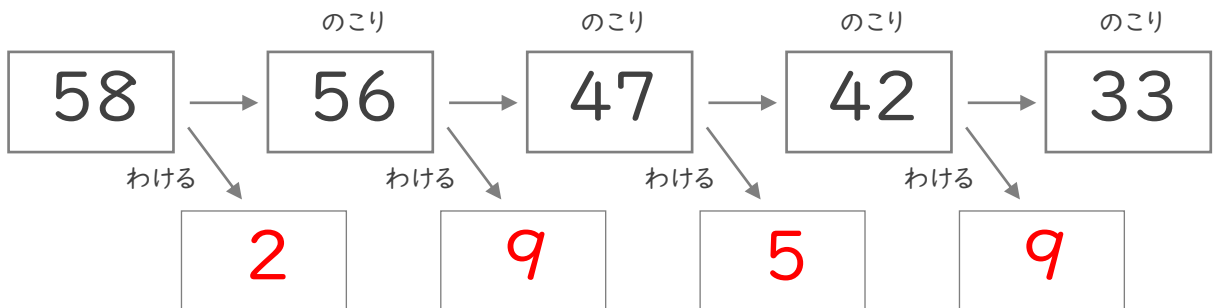 のこり のこり のこり のこり
58 56 47 42 33
わける わける わける わける
2 9 5 9